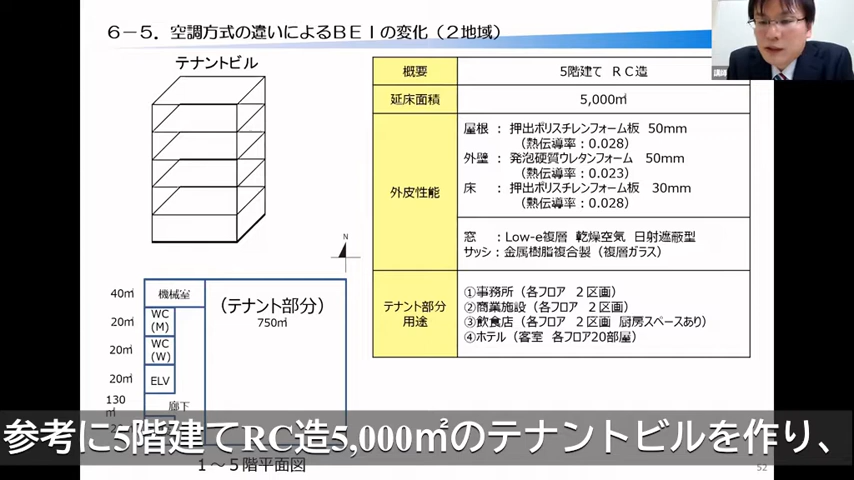 6－5．空調方式の違いによるＢＥＩの変化（２地域）
テナントビル
概要
5階建て ＲＣ造
延床面積
5,000㎡
外皮性能
屋根 ： 押出ポリスチレンフォーム板 50mm
（熱伝導率：0.028）
外壁 ： 発泡硬質ウレタンフォーム 50mm
（熱伝導率：0.023）
床 ： 押出ポリスチレンフォーム板 30mm
（熱伝導率：0.028）
窓 ：Low-e複層 乾燥空気 日射遮蔽型
サッシ：金属樹脂複合製（複層ガラス）
テナント部分
用途
①事務所（各フロア ２区画）
②商業施設（各フロア ２区画）
③飲食店（各フロア ２区画 厨房スペースあり）
④ホテル（客室 各フロア20部屋）
N
40㎡
機械室
（テナント部分）
750㎡
20㎡
WC
(M)
20㎡
WC
(W)
20㎡
ELV
130
㎡
廊下
参考に5階建てRC造5,000㎡のテナントビルを作り、
１～５階平面図
52